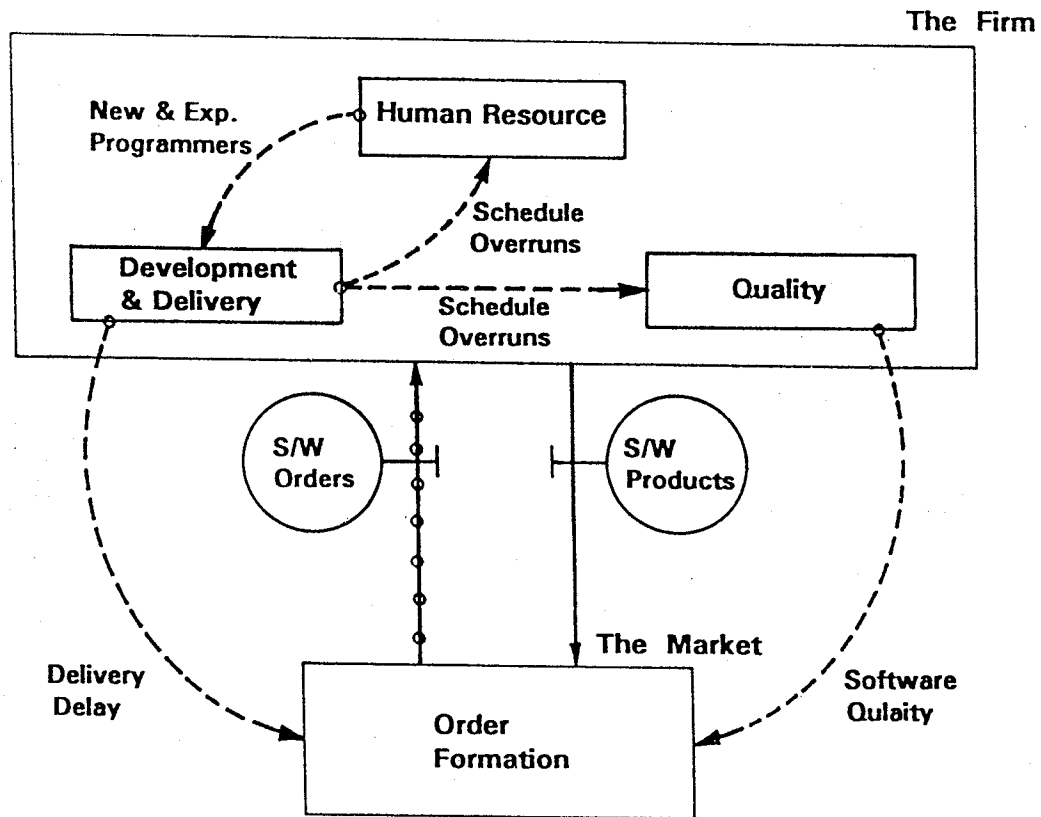 The Firm
New & Exp.
Programmers
Human Resource
Schedule
Overruns
Development
& Delivery
Schedule
Overruns
Quality
S/W
Orders
S/W
Products
The Market
Delivery
Delay
Order
Formation
Software
Qulaity